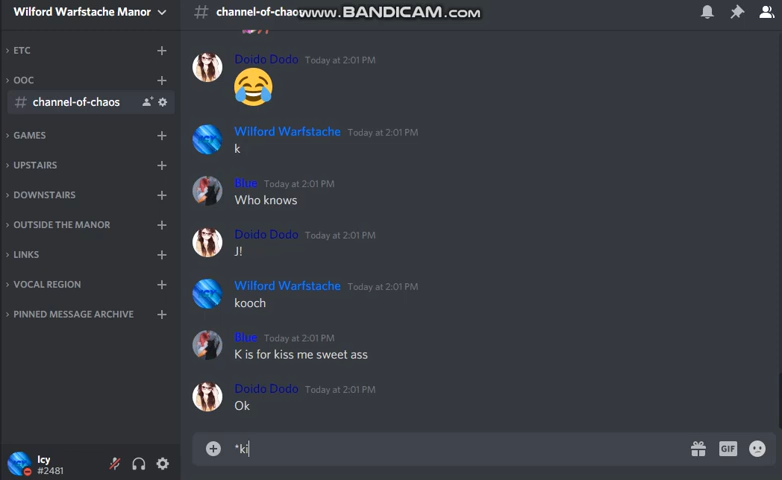 Wilford Warfstache Manor
channel-of-chao
www.BANDICAM.com
ETC
OOC
channel-of-chaos
GAMES
UPSTAIRS
DOWNSTAIRS
OUTSIDE THE MANOR
LINKS
VOCAL REGION
PINNED MESSAGE ARCHIVE
Icy
#2481
Doido Dodo Today at 2:01 PM
Wilford Warfstache Today at 2:01 PM
k
Blue Today at 2:01 PM
Who knows
Doido Dodo Today at 2:01 PM
J!
Wilford Warfstache Today at 2:01 PM
kooch
Blue Today at 2:01 PM
K is for kiss me sweet ass
Doido Dodo Today at 2:01 PM
Ok
*ki
GIF